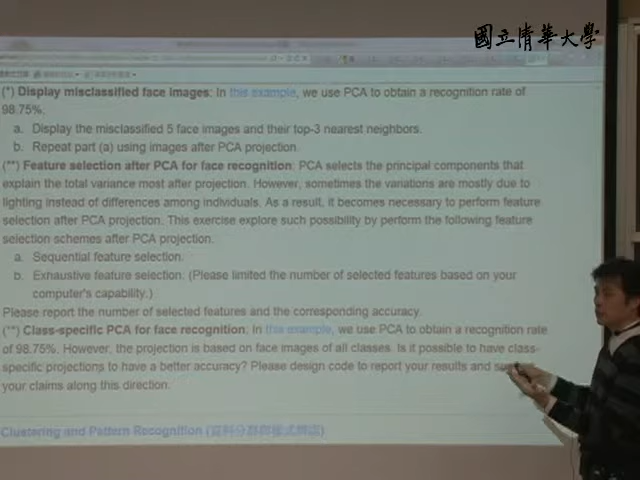 國立清華大學
(*) Display misclassified face images: In this example, we use PCA to obtain a recognition rate of
98.75%.
a. Display the misclassified 5 face images and their top-3 nearest neighbors.
b. Repeat part (a) using images after PCA projection.
(**) Feature selection after PCA for face recognition: PCA selects the principal components that
explain the total variance most after projection. However, sometimes the variations are mostly due to
lighting instead of differences among individuals. As a result, it becomes necessary to perform feature
selection after PCA projection. This exercise explore such possibility by perform the following feature
selection schemes after PCA projection.
a. Sequential feature selection.
b. Exhaustive feature selection. (Please limited the number of selected features based on your
computer's capability.)
Please report the number of selected features and the corresponding accuracy.
(**) Class-specific PCA for face recognition: In this example, we use PCA to obtain a recognition rate
of 98.75%. However, the projection is based on face images of all classes. Is it possible to have class-
specific projections to have a better accuracy? Please design code to report your results and
your claims along this direction.
Clustering and Pattern Recognition (資料分群與樣式辨認)